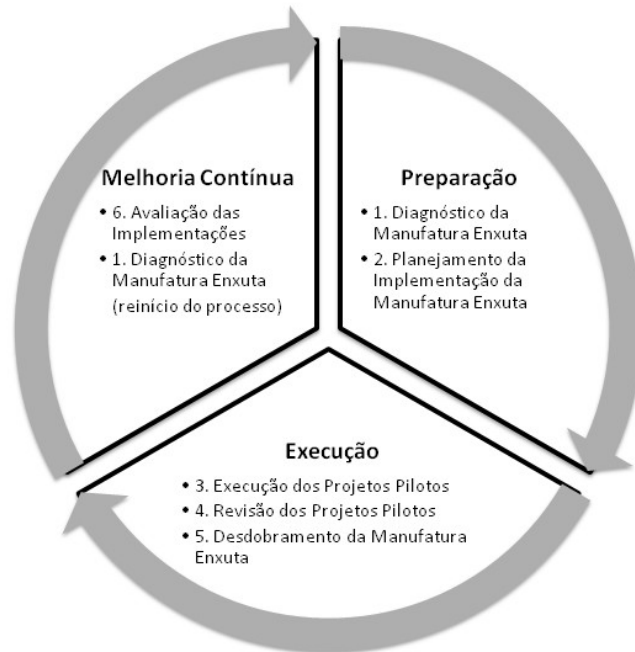 Melhoria Contínua
• 6. Avaliação das
Implementações
• 1. Diagnóstico da
Manufatura Enxuta
(reinício do processo)
Preparação
• 1. Diagnóstico da
Manufatura Enxuta
• 2. Planejamento da
Implementação da
Manufatura Enxuta
Execução
• 3. Execução dos Projetos Pilotos
• 4. Revisão dos Projetos Pilotos
• 5. Desdobramento da Manufatura
Enxuta